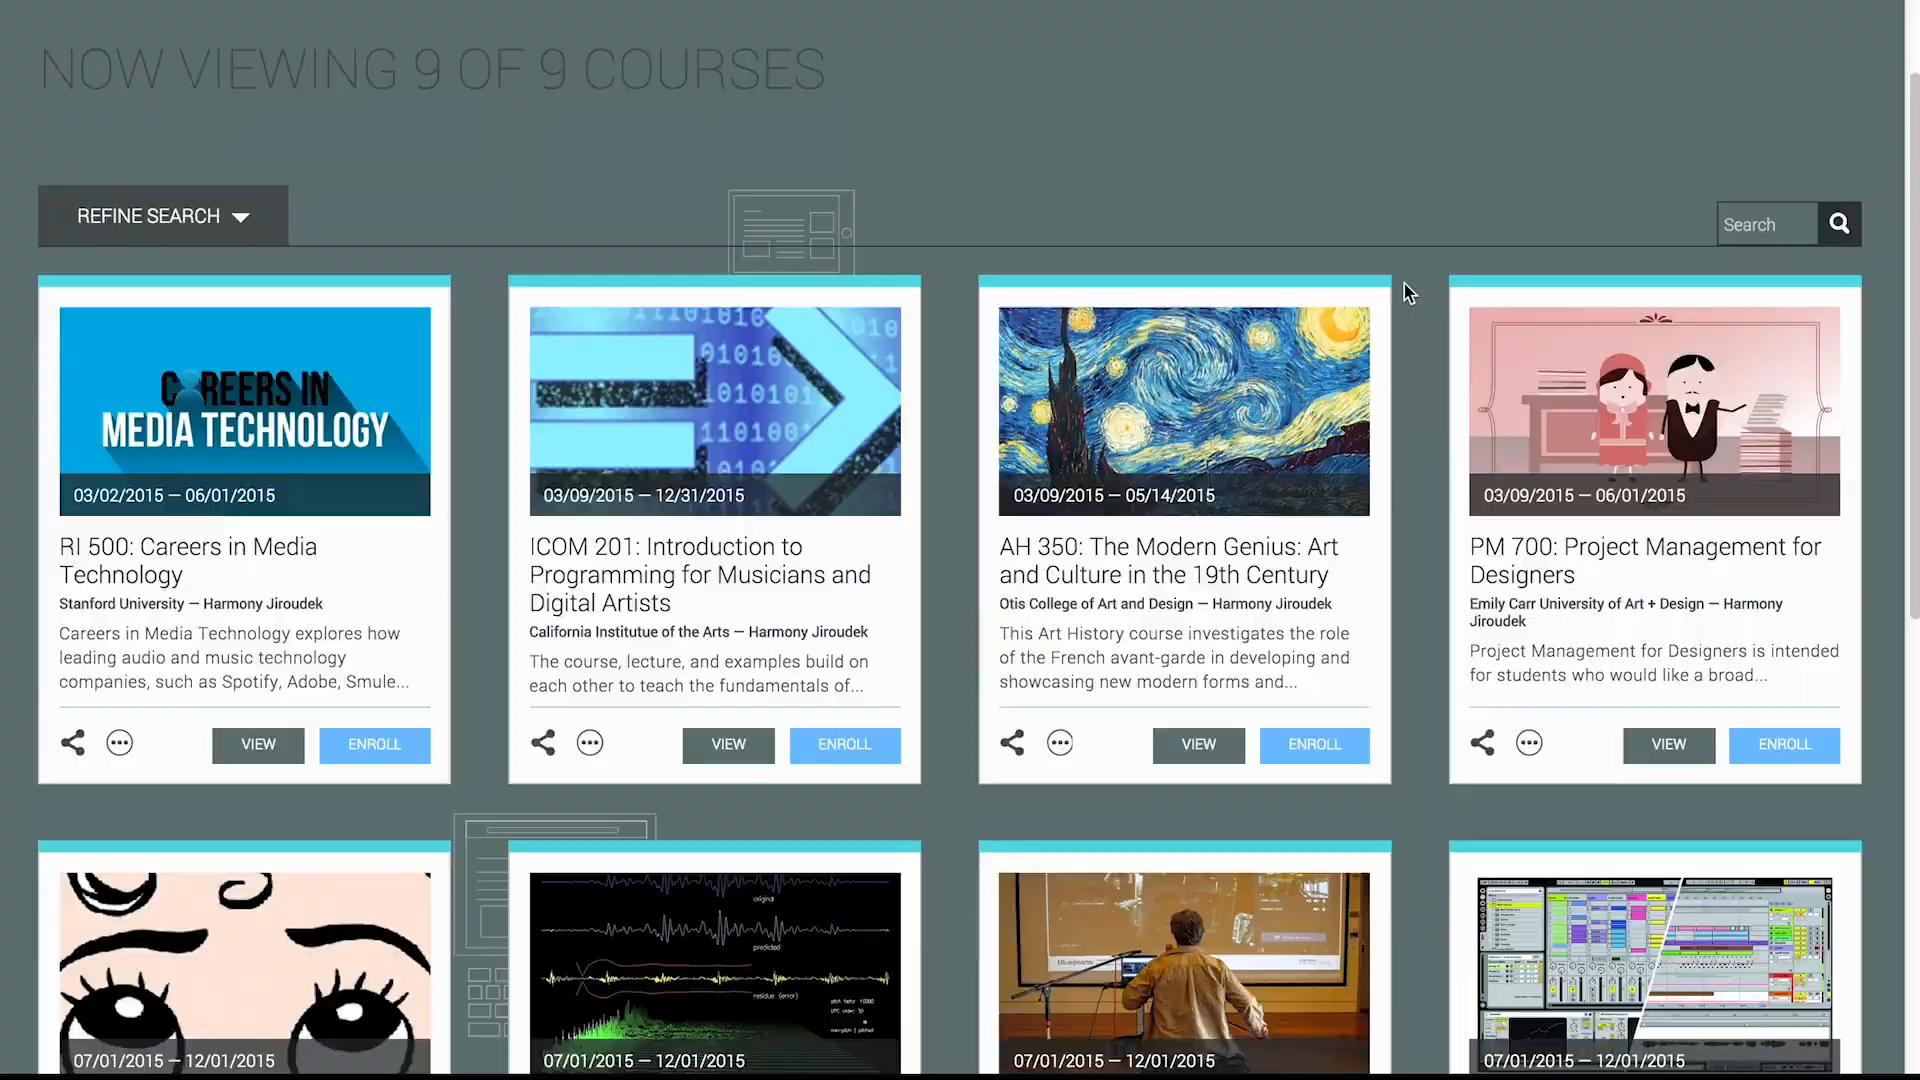 NOW VIEWING 9 OF 9 COURSES
REFINE SEARCH
Search
CAREERS IN
MEDIA TECHNOLOGY
03/02/2015 — 06/01/2015
RI 500: Careers in Media
Technology
Stanford University — Harmony Jiroudek
Careers in Media Technology explores how
leading audio and music technology
companies, such as Spotify, Adobe, Smule...
VIEW
ENROLL
03/09/2015 — 12/31/2015
ICOM 201: Introduction to
Programming for Musicians and
Digital Artists
California Institutue of the Arts — Harmony Jiroudek
The course, lecture, and examples build on
each other to teach the fundamentals of...
VIEW
ENROLL
03/09/2015 — 05/14/2015
AH 350: The Modern Genius: Art
and Culture in the 19th Century
Otis College of Art and Design — Harmony Jiroudek
This Art History course investigates the role
of the French avant-garde in developing and
showcasing new modern forms and...
VIEW
ENROLL
03/09/2015 — 06/01/2015
PM 700: Project Management for
Designers
Emily Carr University of Art + Design — Harmony
Jiroudek
Project Management for Designers is intended
for students who would like a broad...
VIEW
ENROLL
07/01/2015 — 12/01/2015
original
predicted
residue (error)
07/01/2015 — 12/01/2015
bluejeans
07/01/2015 — 12/01/2015
07/01/2015 — 12/01/2015